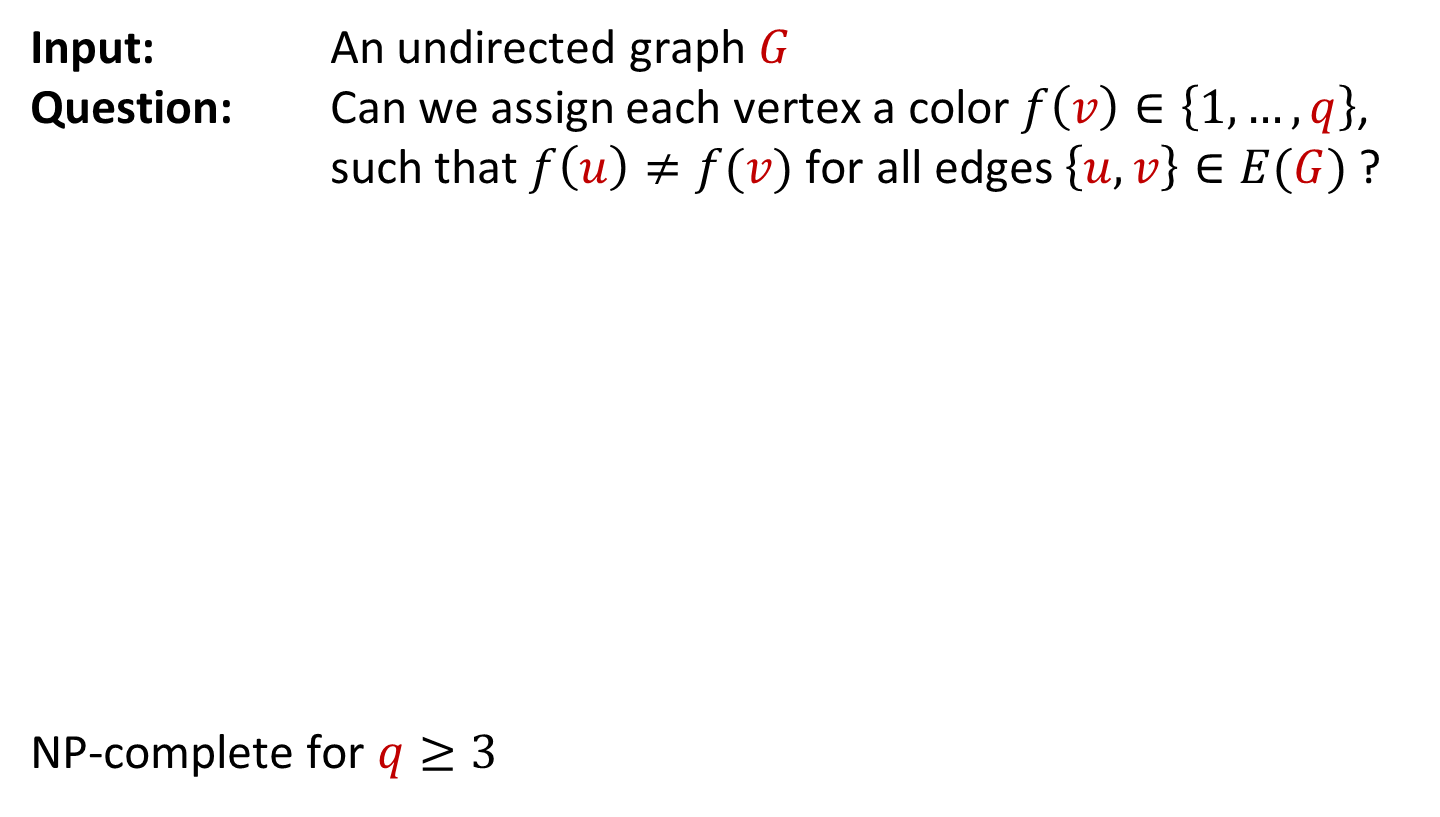 Input: An undirected graph G
Question: Can we assign each vertex a color f(v) ∈ {1, … , q},
such that f(u) ≠ f(v) for all edges {u, v} ∈ E(G) ?
NP-complete for q ≥ 3